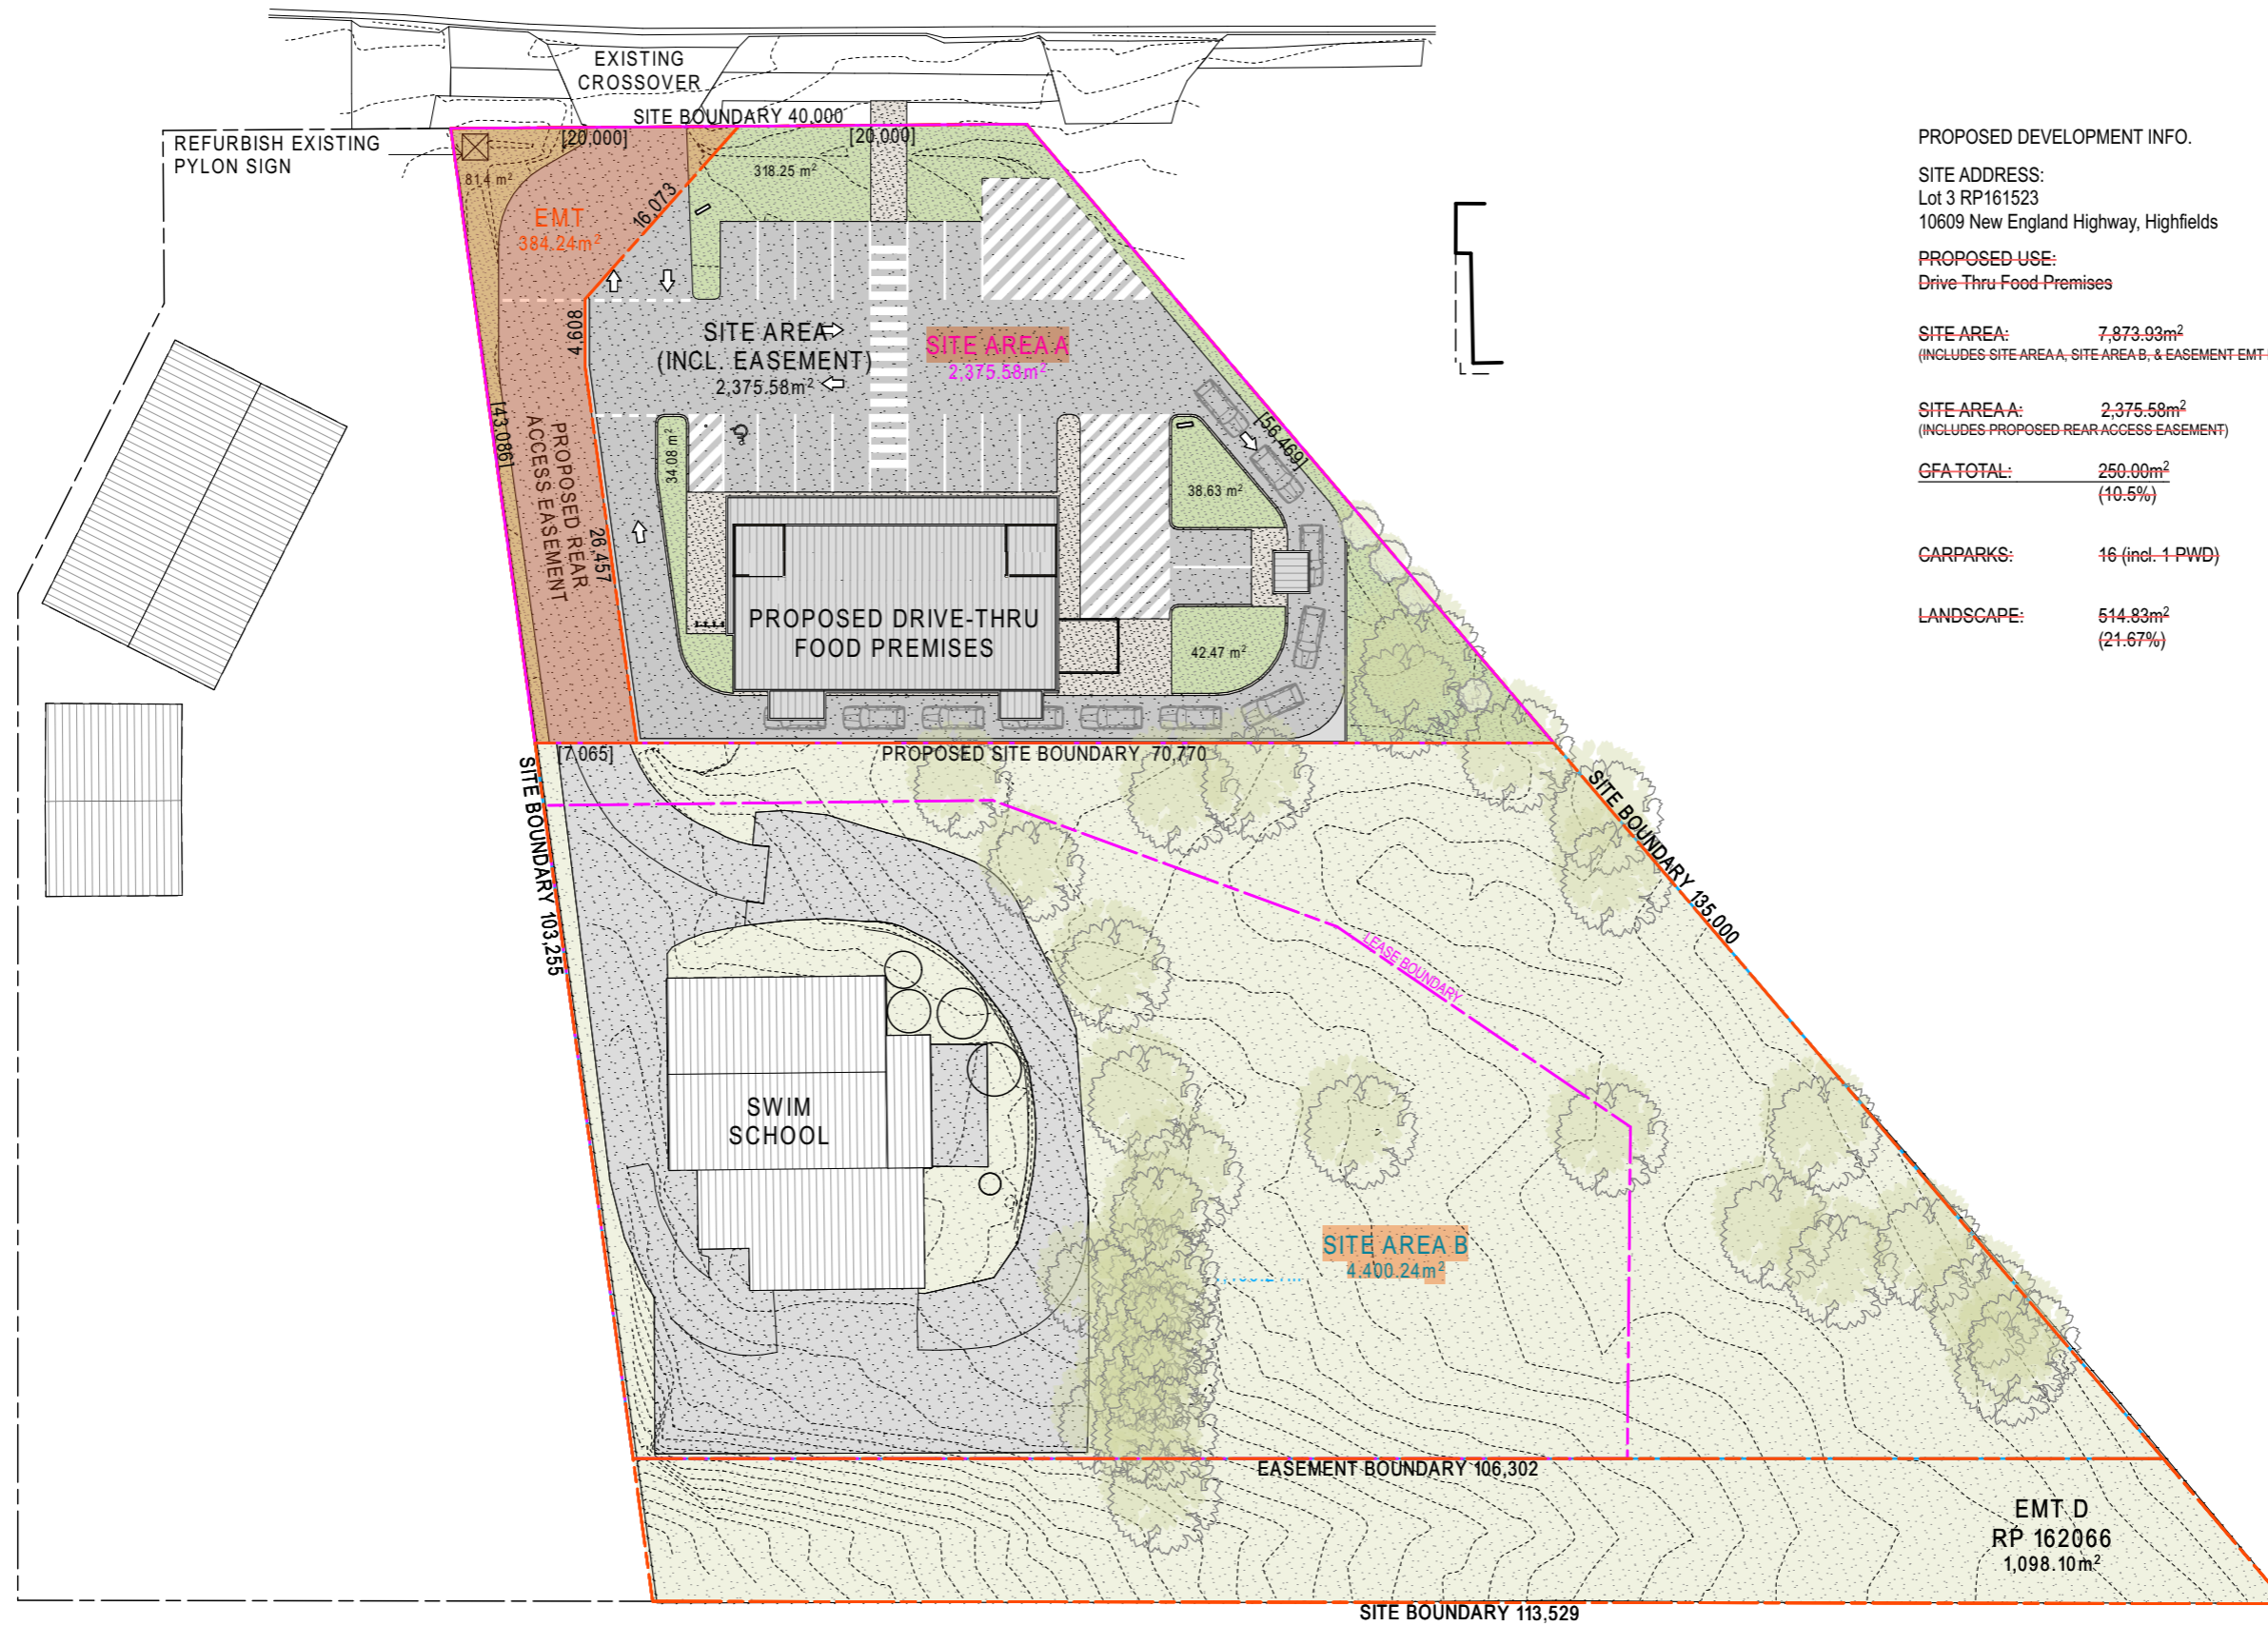 EXISTING
CROSSOVER
SITE BOUNDARY 40,000
[20,000]
[20,000]
REFURBISH EXISTING
PYLON SIGN
81.4 m²
318.25 m²
EMT
384.24m²
16,073
4,608
SITE AREA
(INCL. EASEMENT)
2,375.58m²
SITE AREA A
2,375.58m²
[43,086]
PROPOSED REAR
ACCESS EASEMENT
26,457
34.08 m²
[56,469]
38.63 m²
PROPOSED DRIVE-THRU
FOOD PREMISES
42.47 m²
[7,065]
PROPOSED SITE BOUNDARY 70,770
SITE BOUNDARY 103,255
SITE BOUNDARY 135,000
LEASE BOUNDARY
SWIM
SCHOOL
SITE AREA B
4,400.24m²
EASEMENT BOUNDARY 106,302
EMT D
RP 162066
1,098.10m²
SITE BOUNDARY 113,529
PROPOSED DEVELOPMENT INFO.
SITE ADDRESS:
Lot 3 RP161523
10609 New England Highway, Highfields
PROPOSED USE:
Drive Thru Food Premises
SITE AREA: 7,873.93m²
(INCLUDES SITE AREA A, SITE AREA B, & EASEMENT EMT
SITE AREA A: 2,375.58m²
(INCLUDES PROPOSED REAR ACCESS EASEMENT)
GFA TOTAL: 250.00m²
(10.5%)
CARPARKS: 16 (incl. 1 PWD)
LANDSCAPE: 514.83m²
(21.67%)